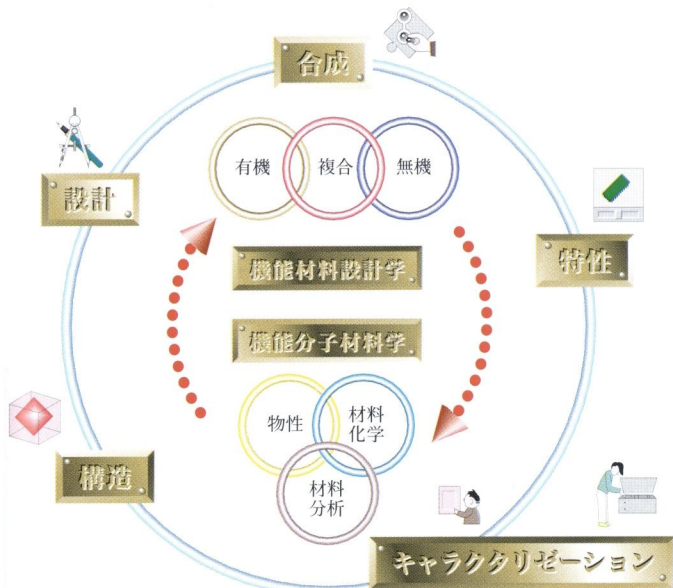 合成
有機
複合
無機
設計
特性
機能材料設計学
機能分子材料学
物性
材料
化学
構造
材料
分析
キャラクタリゼーション